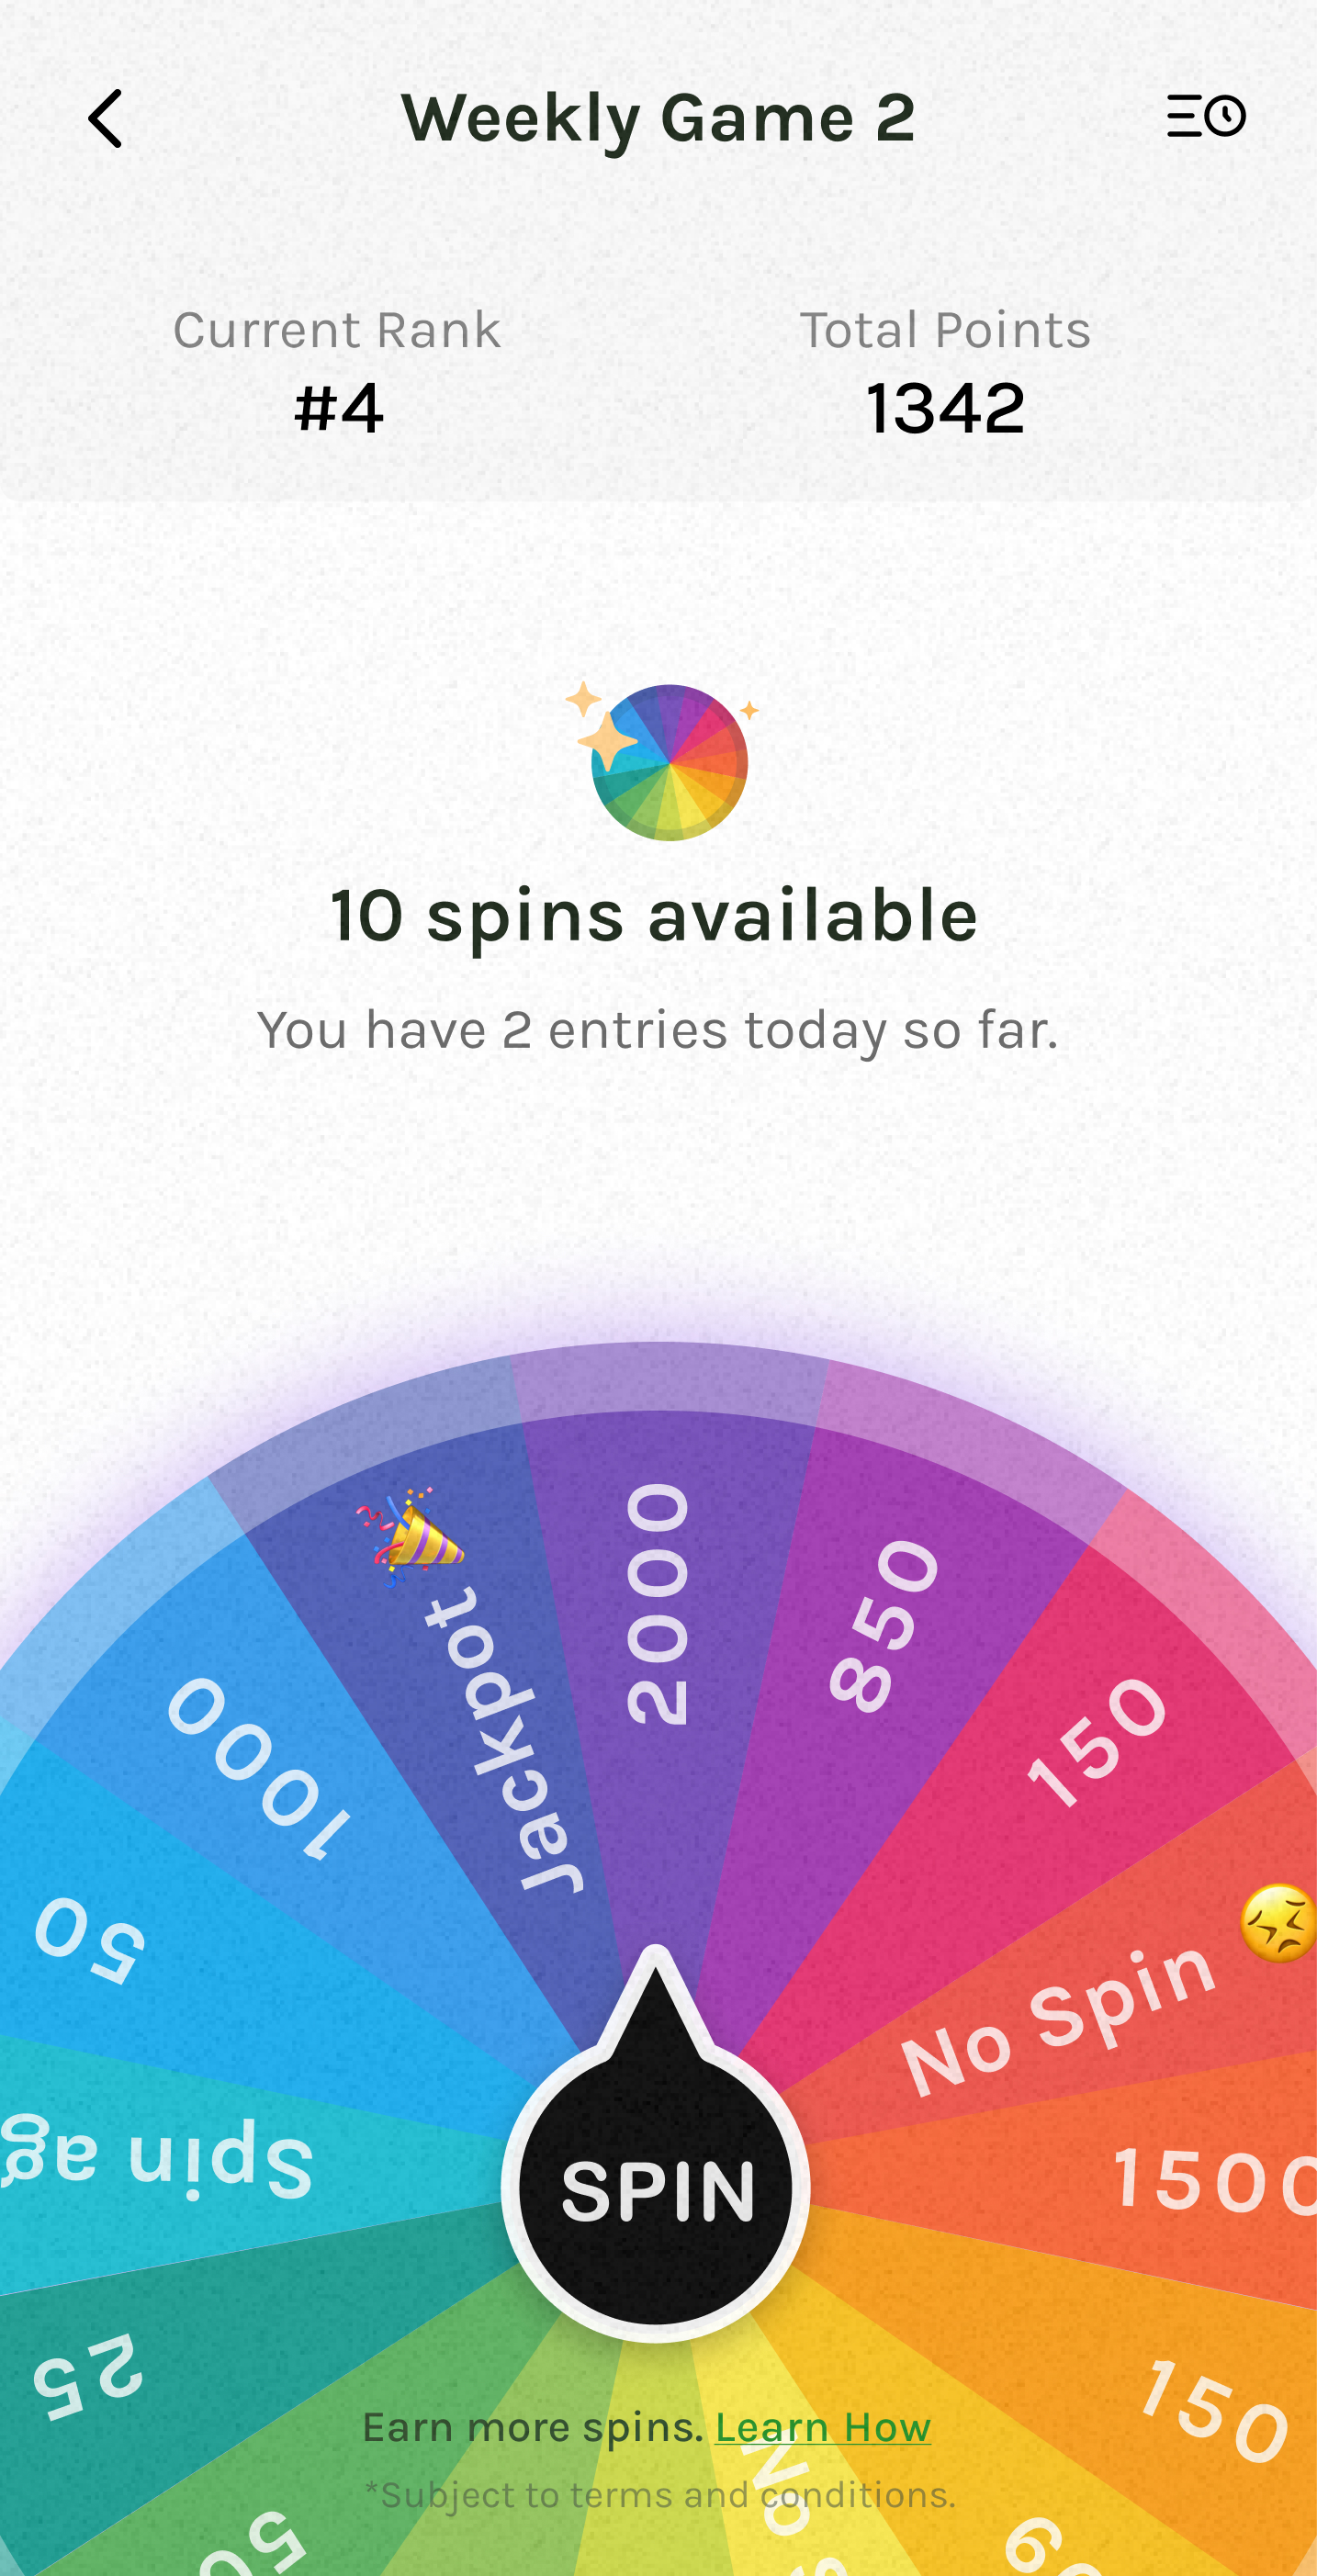 Weekly Game 2
Current Rank
Total Points
#4
1342
10 spins available
You have 2 entries today so far.
2000
Jackpot
850
1000
150
50
No Spin
Spin
1500
SPIN
25
150
Earn more spins. Learn How
*Subject to terms and conditions.
No
50